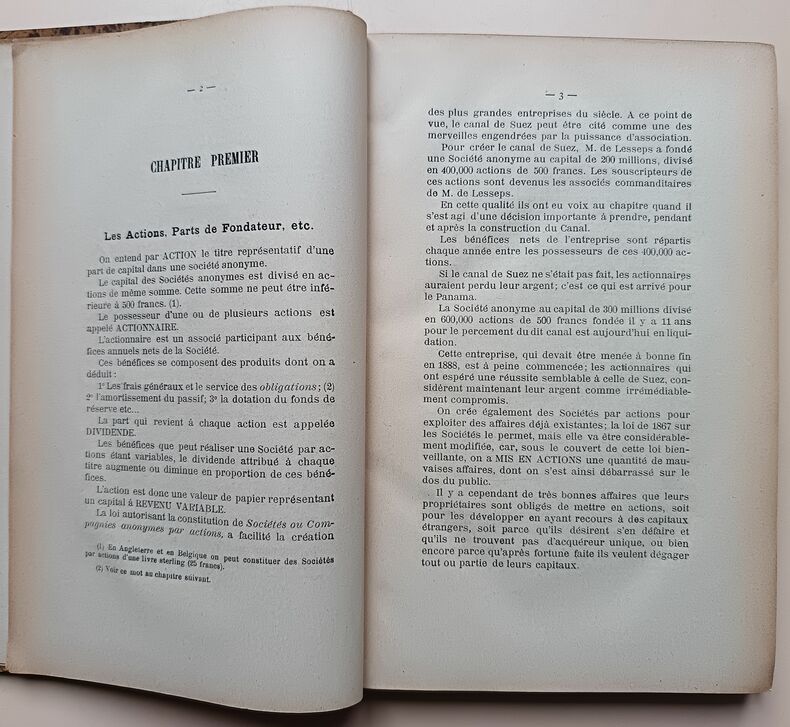 — 2 —
CHAPITRE PREMIER
Les Actions, Parts de Fondateur, etc.
On entend par ACTION le titre représentatif d'une
part de capital dans une société anonyme.
Le capital des Sociétés anonymes est divisé en ac-
tions de même somme. Cette somme ne peut être infé-
rieure à 500 francs. (1).
Le possesseur d'une ou de plusieurs actions est
appelé ACTIONNAIRE.
L'actionnaire est un associé participant aux béné-
fices annuels nets de la Société.
Ces bénéfices se composent des produits dont on a
déduit :
1° Les frais généraux et le service des obligations ; (2)
2° l'amortissement du passif; 3° la dotation du fonds de
réserve etc...
La part qui revient à chaque action est appelée
DIVIDENDE.
Les bénéfices que peut réaliser une Société par ac-
tions étant variables, le dividende attribué à chaque
titre augmente ou diminue en proportion de ces béné-
fices.
L'action est donc une valeur de papier représentant
un capital à REVENU VARIABLE.
La loi autorisant la constitution de Sociétés ou Com-
pagnies anonymes par actions, a facilité la création
(1) En Angleterre et en Belgique on peut constituer des Sociétés
par actions d'une livre sterling (25 francs).
(2) Voir ce mot au chapitre suivant.
— 3 —
des plus grandes entreprises du siècle. A ce point de
vue, le canal de Suez peut être cité comme une des
merveilles engendrées par la puissance d'association.
Pour créer le canal de Suez, M. de Lesseps a fondé
une Société anonyme au capital de 200 millions, divisé
en 400,000 actions de 500 francs. Les souscripteurs de
ces actions sont devenus les associés commanditaires
de M. de Lesseps.
En cette qualité ils ont eu voix au chapitre quand il
s'est agi d'une décision importante à prendre, pendant
et après la construction du Canal.
Les bénéfices nets de l'entreprise sont répartis
chaque année entre les possesseurs de ces 400,000 ac-
tions.
Si le canal de Suez ne s'était pas fait, les actionnaires
auraient perdu leur argent; c'est ce qui est arrivé pour
le Panama.
La Société anonyme au capital de 300 millions divisé
en 600,000 actions de 500 francs fondée il y a 11 ans
pour le percement du dit canal est aujourd'hui en liqui-
dation.
Cette entreprise, qui devait être menée à bonne fin
en 1888, est à peine commencée; les actionnaires qui
ont espéré une réussite semblable à celle de Suez, con-
sidèrent maintenant leur argent comme irrémédiable-
ment compromis.
On crée également des Sociétés par actions pour
exploiter des affaires déjà existantes; la loi de 1867 sur
les Sociétés le permet, mais elle va être considérable-
ment modifiée, car, sous le couvert de cette loi bien-
veillante, on a MIS EN ACTIONS une quantité de mau-
vaises affaires, dont on s'est ainsi débarrassé sur le
dos du public.
Il y a cependant de très bonnes affaires que leurs
propriétaires sont obligés de mettre en actions, soit
pour les développer en ayant recours à des capitaux
étrangers, soit parce qu'ils désirent s'en défaire et
qu'ils ne trouvent pas d'acquéreur unique, ou bien
encore parce qu'après fortune faite ils veulent dégager
tout ou partie de leurs capitaux.